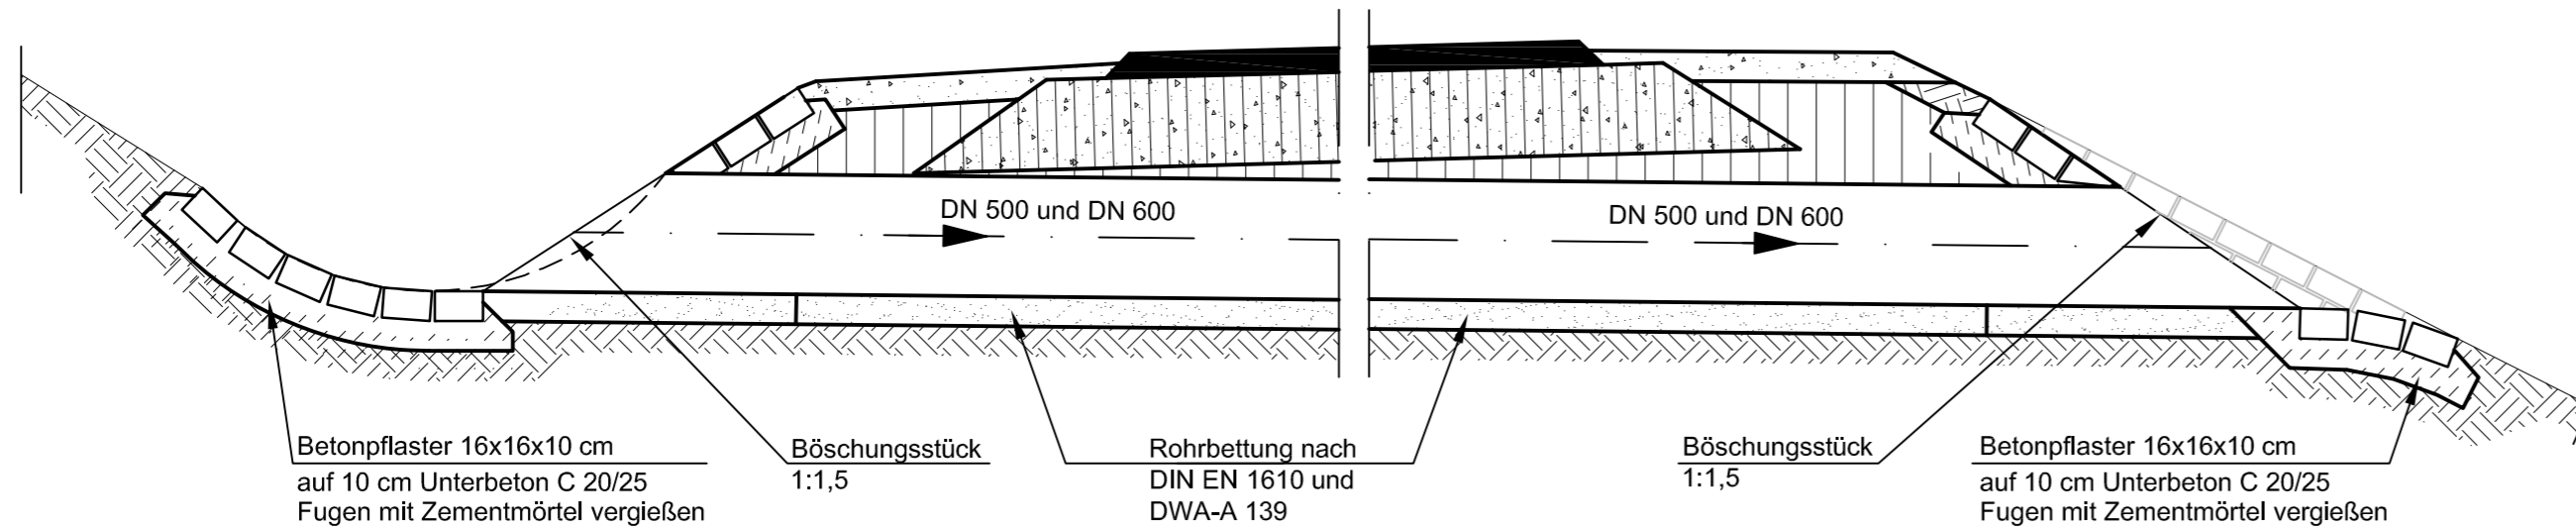 DN 500 und DN 600
DN 500 und DN 600
Betonpflaster 16x16x10 cm
auf 10 cm Unterbeton C 20/25
Fugen mit Zementmörtel vergießen
Böschungsstück
1:1,5
Rohrbettung nach
DIN EN 1610 und
DWA-A 139
Böschungsstück
1:1,5
Betonpflaster 16x16x10 cm
auf 10 cm Unterbeton C 20/25
Fugen mit Zementmörtel vergießen